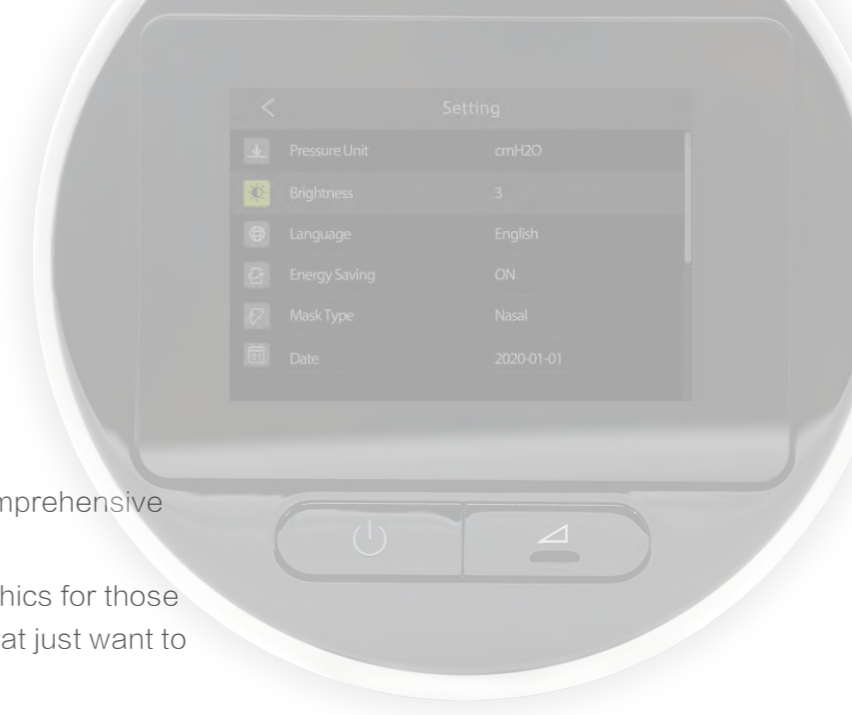 Setting
Pressure Unit cmH2O
Brightness 3
Language English
Energy Saving ON
Mask Type Nasal
Date 2020-01-01
mprehensive
hics for those
at just want to